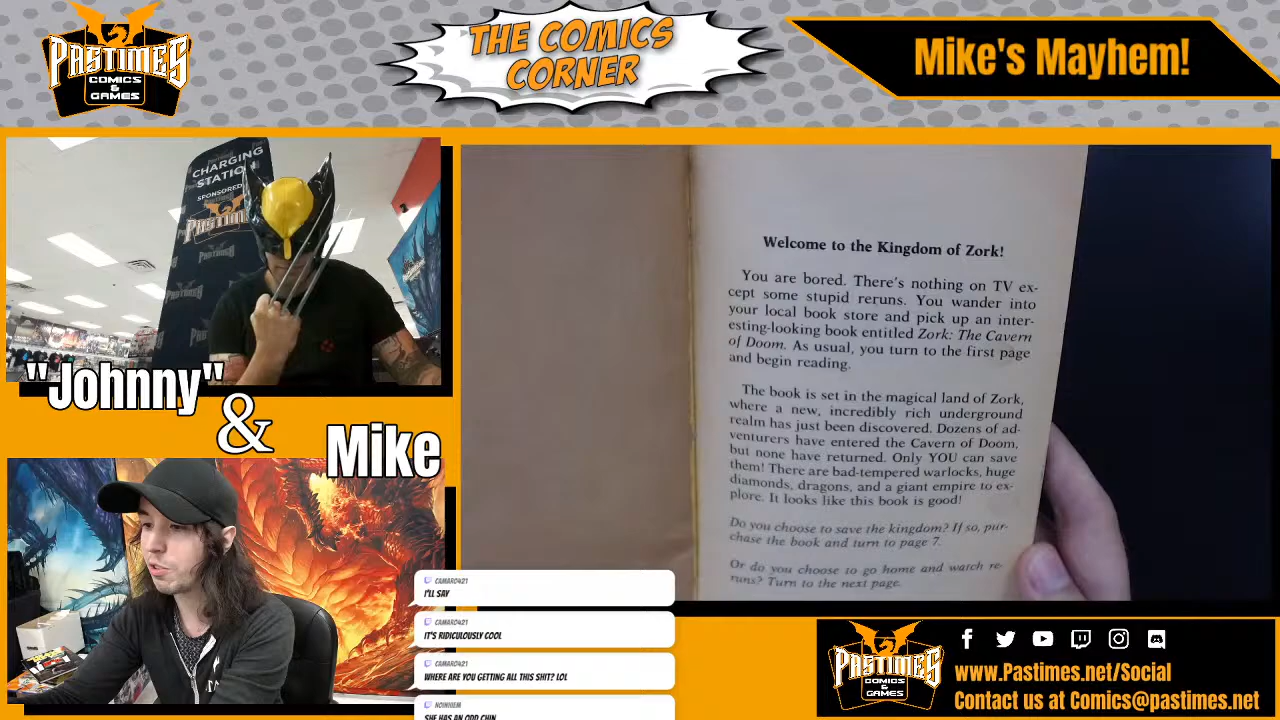 PASTIMES
COMICS
&
GAMES
THE COMICS
CORNER
Mike's Mayhem!
CHARGING
STATION
SPONSORED
PASTIMES
"Johnny"
&
Mike
Welcome to the Kingdom of Zork!
You are bored. There's nothing on TV ex-
cept some stupid reruns. You wander into
your local book store and pick up an inter-
esting-looking book entitled Zork: The Cavern
of Doom. As usual, you turn to the first page
and begin reading.
The book is set in the magical land of Zork,
where a new, incredibly rich underground
realm has just been discovered. Dozens of ad-
venturers have entered the Cavern of Doom,
but none have returned. Only YOU can save
them! There are bad-tempered warlocks, huge
diamonds, dragons, and a giant empire to ex-
plore. It looks like this book is good!
Do you choose to save the kingdom? If so, pur-
chase the book and turn to page 7.
Or do you choose to go home and watch re-
runs? Turn to the next page.
CAMARO421
I'LL SAY
CAMARO421
IT'S RIDICULOUSLY COOL
CAMARO421
WHERE ARE YOU GETTING ALL THIS SHIT? LOL
SHE HAS AN ODD CHIN
PASTIMES
COMICS
&
GAMES
www.Pastimes.net/Social
Contact us at Comics@pastimes.net